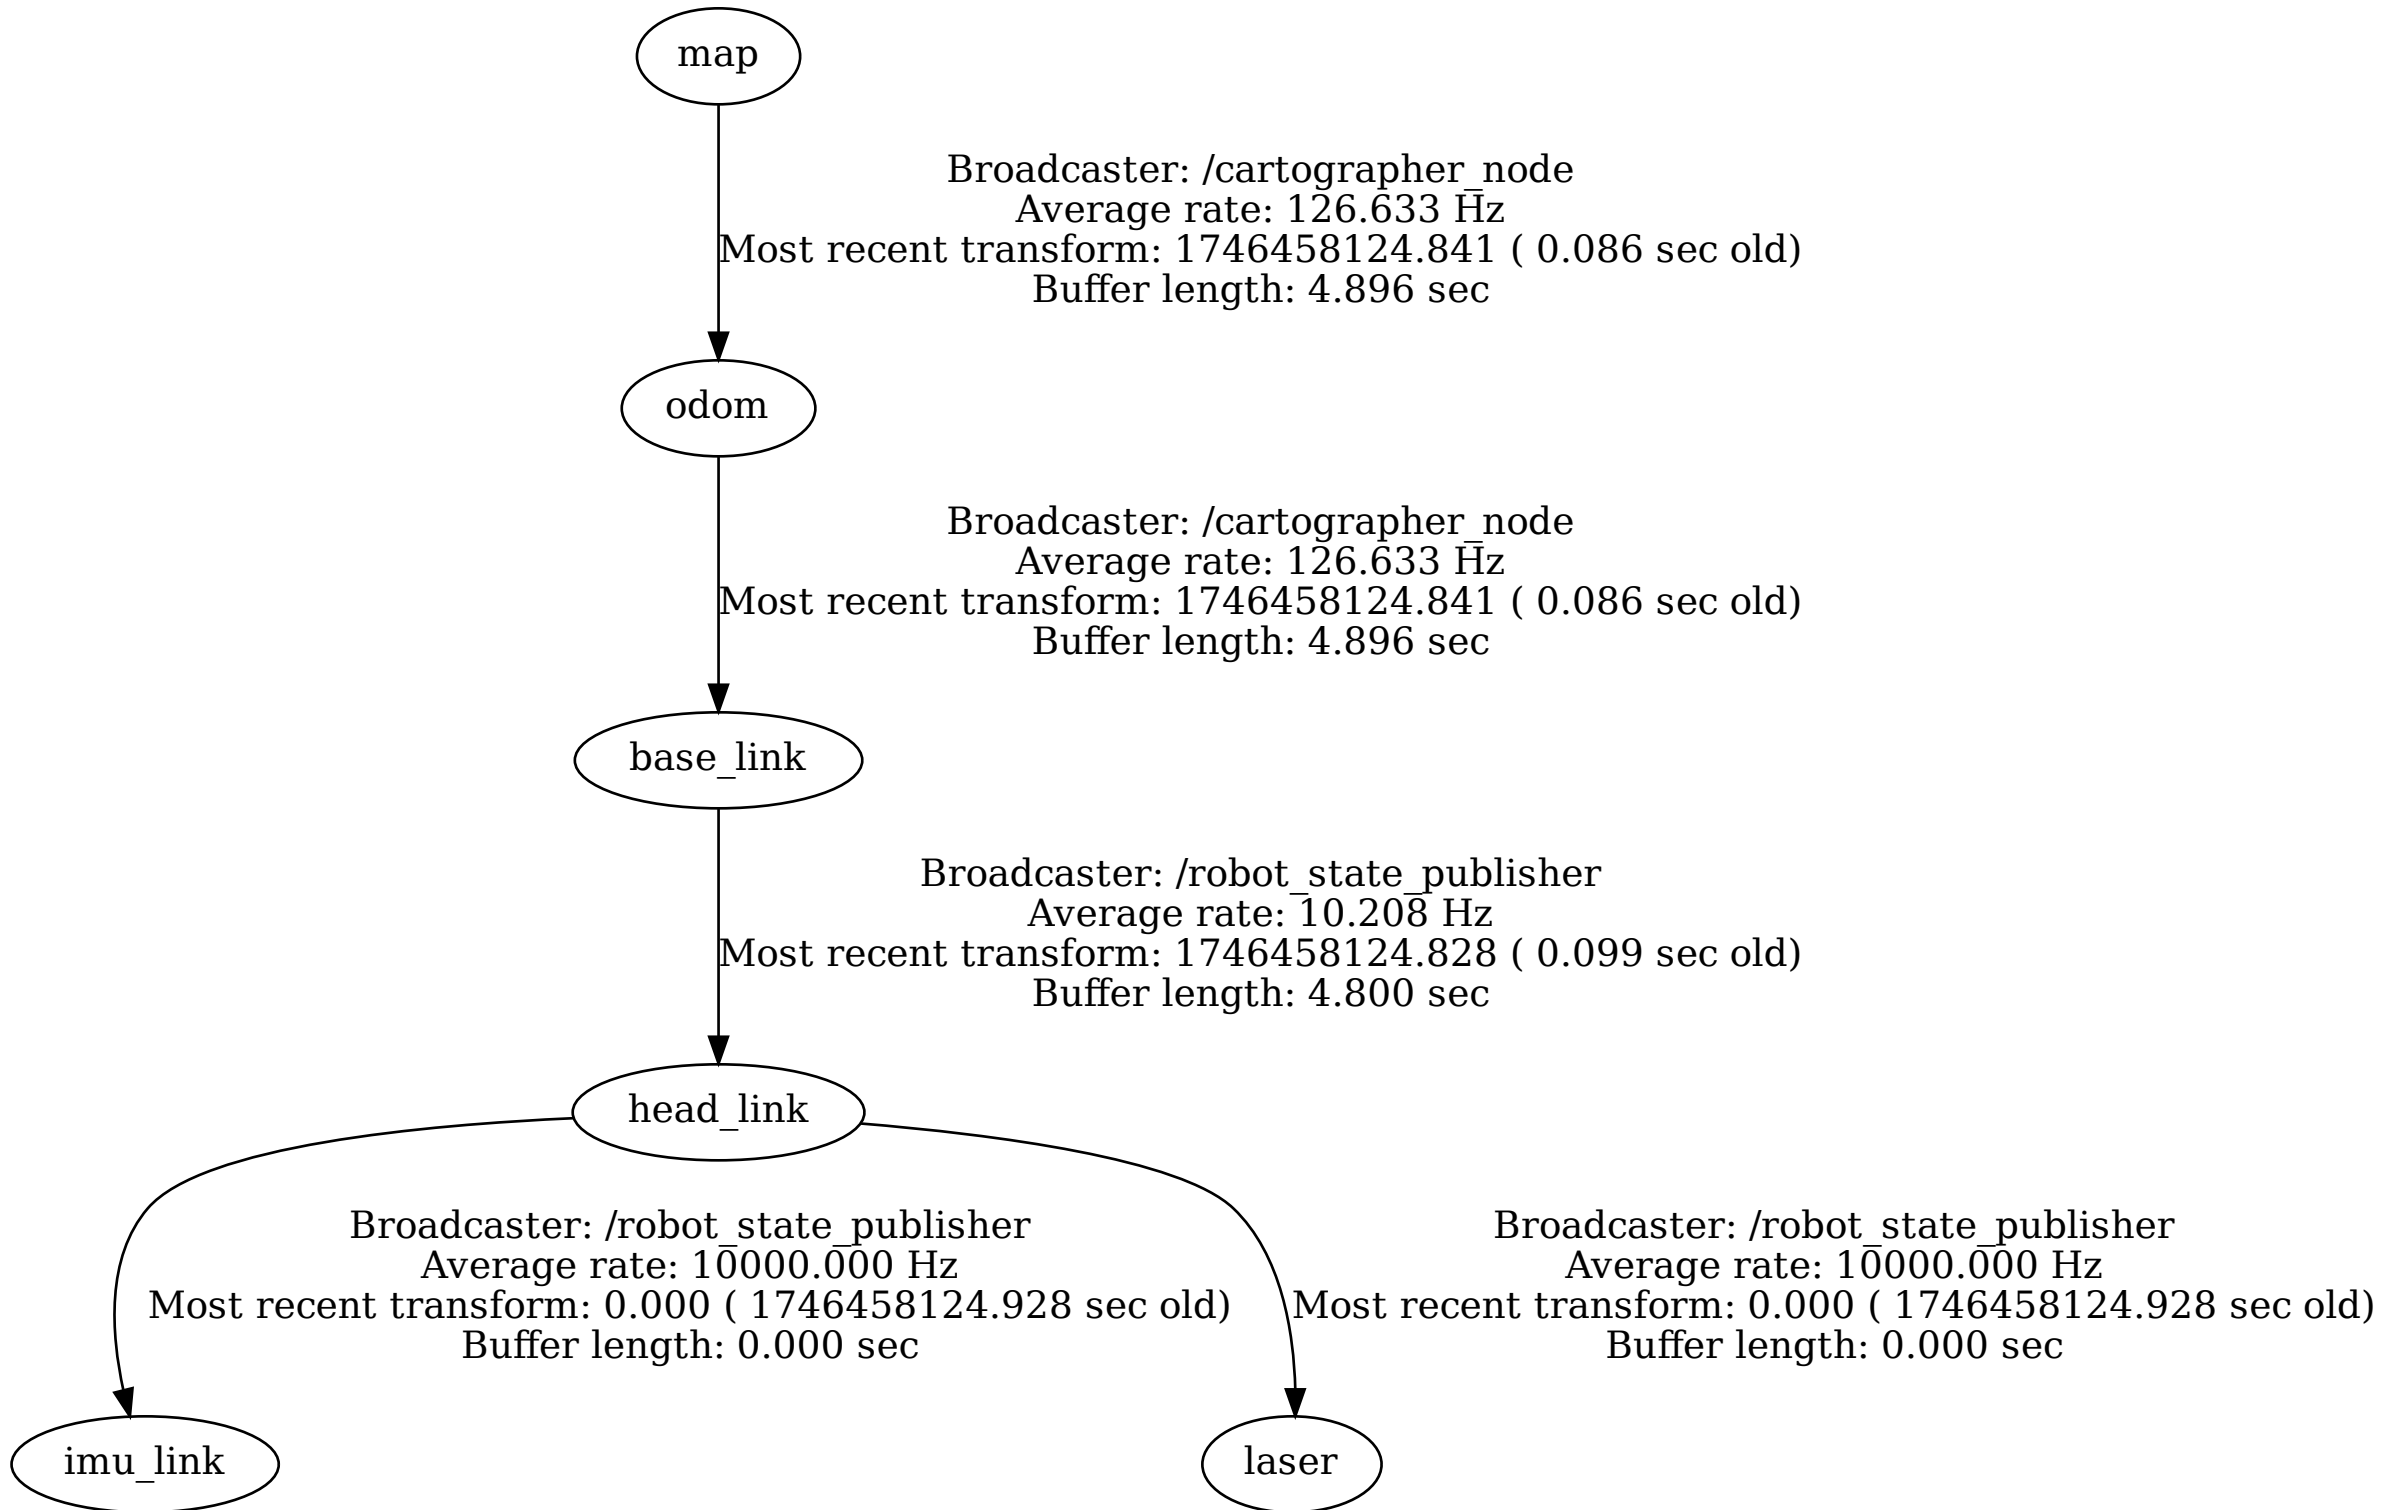 map
Broadcaster: /cartographer_node
Average rate: 126.633 Hz
Most recent transform: 1746458124.841 ( 0.086 sec old)
Buffer length: 4.896 sec
odom
Broadcaster: /cartographer_node
Average rate: 126.633 Hz
Most recent transform: 1746458124.841 ( 0.086 sec old)
Buffer length: 4.896 sec
base_link
Broadcaster: /robot_state_publisher
Average rate: 10.208 Hz
Most recent transform: 1746458124.828 ( 0.099 sec old)
Buffer length: 4.800 sec
head_link
Broadcaster: /robot_state_publisher
Average rate: 10000.000 Hz
Most recent transform: 0.000 ( 1746458124.928 sec old)
Buffer length: 0.000 sec
Broadcaster: /robot_state_publisher
Average rate: 10000.000 Hz
Most recent transform: 0.000 ( 1746458124.928 sec old)
Buffer length: 0.000 sec
imu_link
laser